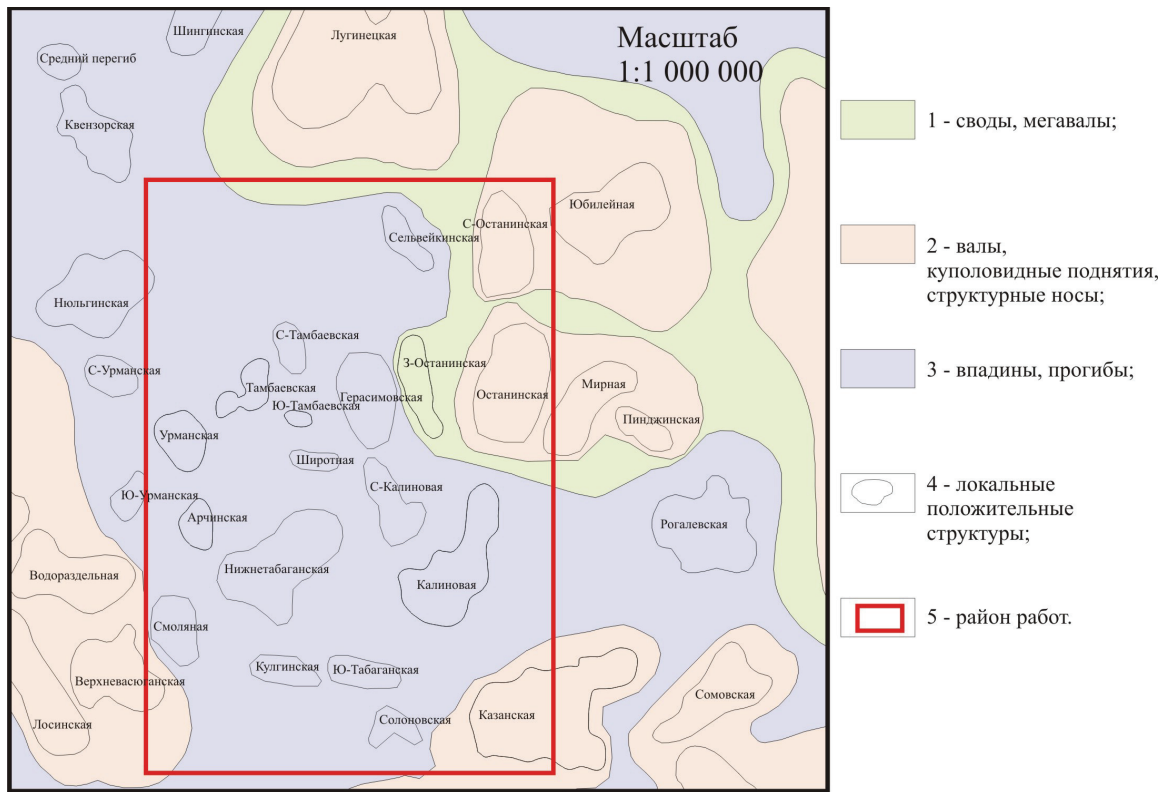 Шингинская
Лугинецкая
Масштаб
1:1 000 000
Средний перегиб
Квензорская
Юбилейная
С-Останинская
Сельвейкинская
Нюльгинская
С-Тамбаевская
З-Останинская
С-Урманская
Тамбаевская
Ю-Тамбаевская
Герасимовская
Останинская
Мирная
Пинджинская
Урманская
Широтная
С-Калиновая
Ю-Урманская
Арчинская
Рогалевская
Водораздельная
Нижнетабаганская
Калиновая
Смоляная
Кулгинская
Ю-Табаганская
Верхневасюганская
Лосинская
Солоновская
Казанская
Сомовская
1 - своды, мегавалы;
2 - валы,
куполовидные поднятия,
структурные носы;
3 - впадины, прогибы;
4 - локальные
положительные
структуры;
5 - район работ.